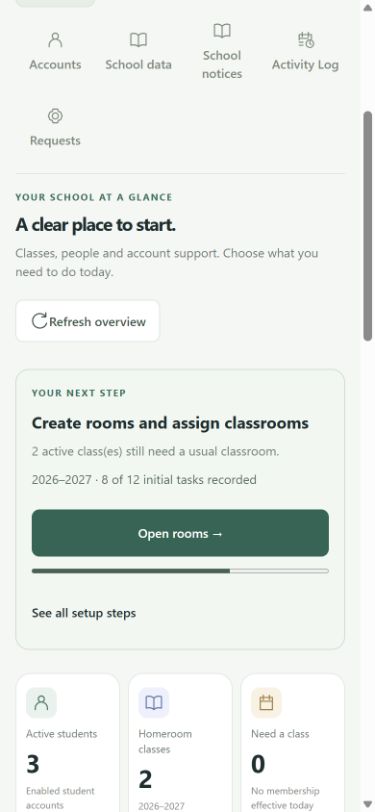 Accounts
School data
School
notices
Activity Log
Requests
YOUR SCHOOL AT A GLANCE
A clear place to start.
Classes, people and account support. Choose what you
need to do today.
Refresh overview
YOUR NEXT STEP
Create rooms and assign classrooms
2 active class(es) still need a usual classroom.
2026–2027 · 8 of 12 initial tasks recorded
Open rooms →
See all setup steps
Active students
3
Enabled student
accounts
Homeroom
classes
2
2026–2027
Need a class
0
No membership
effective today